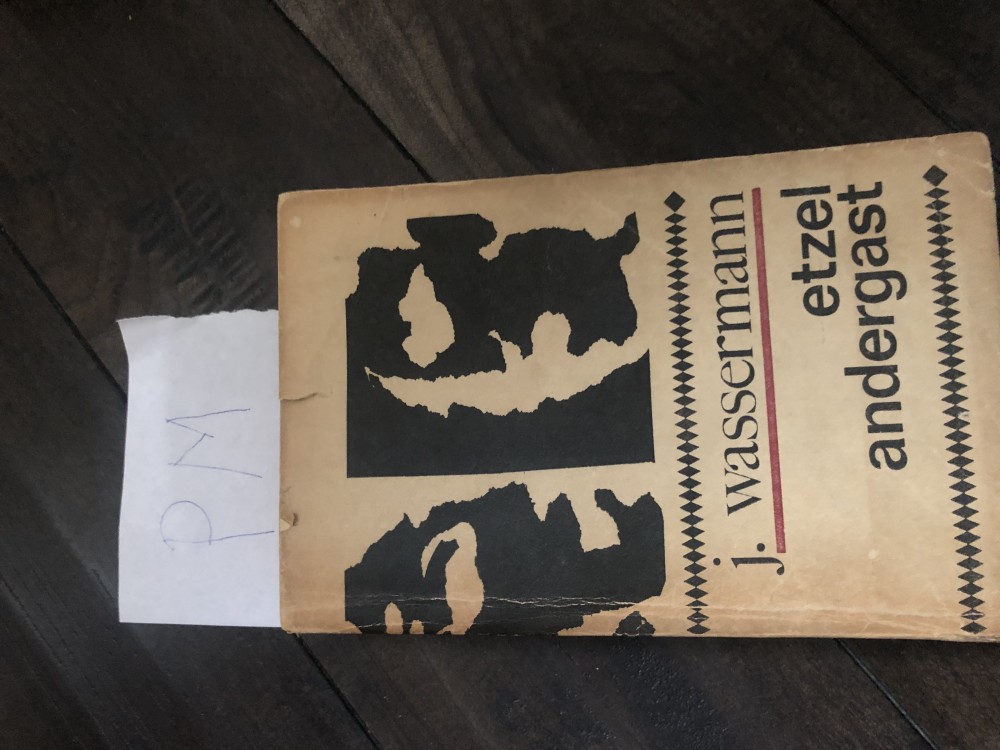 PM
j. wassermann
etzel
andergast